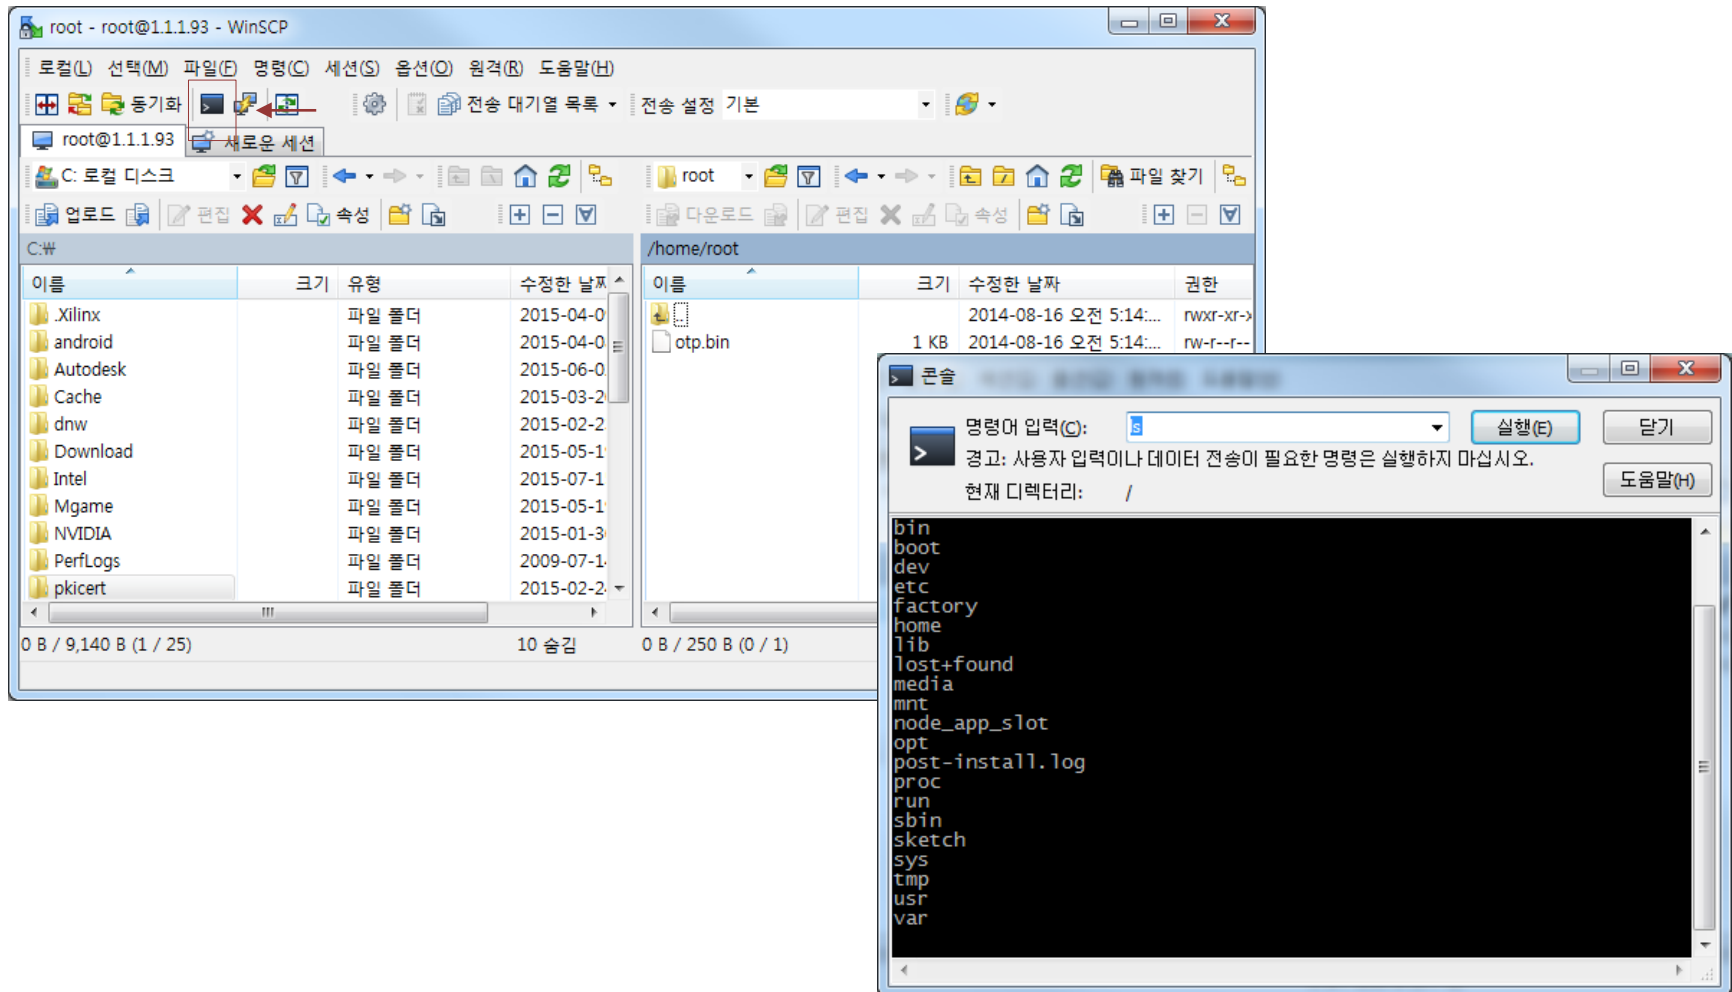 root - root@1.1.1.93 - WinSCP
로컬(L) 선택(M) 파일(F) 명령(C) 세션(S) 옵션(O) 원격(R) 도움말(H)
동기화 전송 대기열 목록 전송 설정 기본
root@1.1.1.93 새로운 세션
C: 로컬 디스크 root 파일 찾기
업로드 편집 속성 다운로드 편집 속성
C:₩ /home/root
이름 크기 유형 수정한 날짜 이름 크기 수정한 날짜 권한
.Xilinx 파일 폴더 2015-04-0 .. 2014-08-16 오전 5:14:... rwxr-xr-x
android 파일 폴더 2015-04-0 otp.bin 1 KB 2014-08-16 오전 5:14:... rw-r--r--
Autodesk 파일 폴더 2015-06-0
Cache 파일 폴더 2015-03-2
dnw 파일 폴더 2015-02-2
Download 파일 폴더 2015-05-1
Intel 파일 폴더 2015-07-1
Mgame 파일 폴더 2015-05-1
NVIDIA 파일 폴더 2015-01-3
PerfLogs 파일 폴더 2009-07-1
pkicert 파일 폴더 2015-02-2
0 B / 9,140 B (1 / 25) 10 숨김 0 B / 250 B (0 / 1)
콘솔
명령어 입력(C): s 실행(E) 닫기
경고: 사용자 입력이나 데이터 전송이 필요한 명령은 실행하지 마십시오.
현재 디렉터리: / 도움말(H)
bin
boot
dev
etc
factory
home
lib
lost+found
media
mnt
node_app_slot
opt
post-install.log
proc
run
sbin
sketch
sys
tmp
usr
var